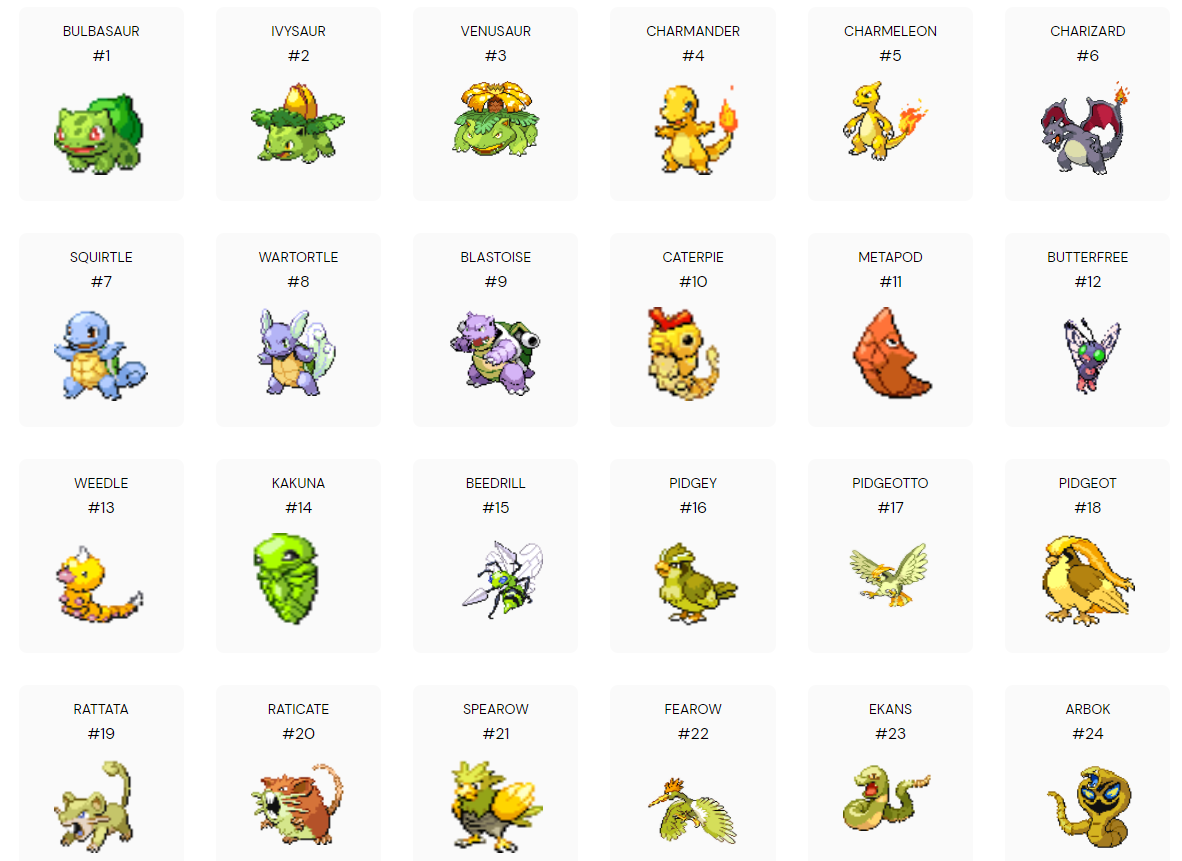 BULBASAUR
#1
IVYSAUR
#2
VENUSAUR
#3
CHARMANDER
#4
CHARMELEON
#5
CHARIZARD
#6
SQUIRTLE
#7
WARTORTLE
#8
BLASTOISE
#9
CATERPIE
#10
METAPOD
#11
BUTTERFREE
#12
WEEDLE
#13
KAKUNA
#14
BEEDRILL
#15
PIDGEY
#16
PIDGEOTTO
#17
PIDGEOT
#18
RATTATA
#19
RATICATE
#20
SPEAROW
#21
FEAROW
#22
EKANS
#23
ARBOK
#24